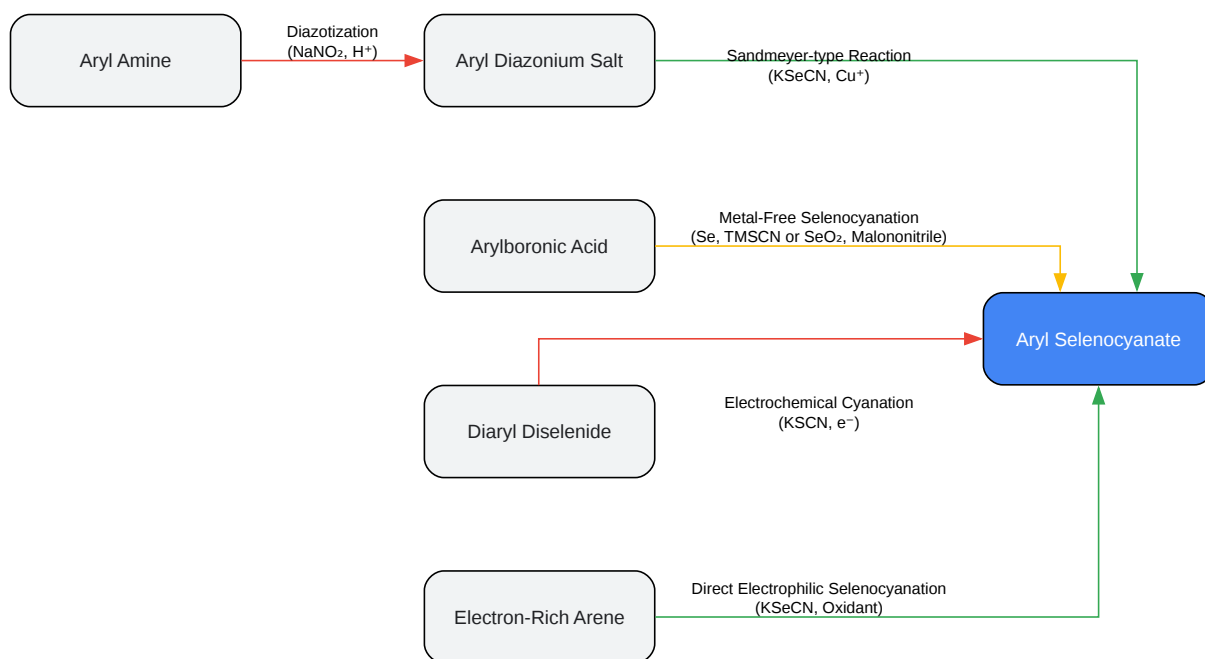 Aryl Amine
Diazotization
(NaNO₂, H⁺)
Aryl Diazonium Salt
Sandmeyer-type Reaction
(KSeCN, Cu⁺)
Arylboronic Acid
Metal-Free Selenocyanation
(Se, TMSCN or SeO₂, Malononitrile)
Aryl Selenocyanate
Diaryl Diselenide
Electrochemical Cyanation
(KSCN, e⁻)
Electron-Rich Arene
Direct Electrophilic Selenocyanation
(KSeCN, Oxidant)